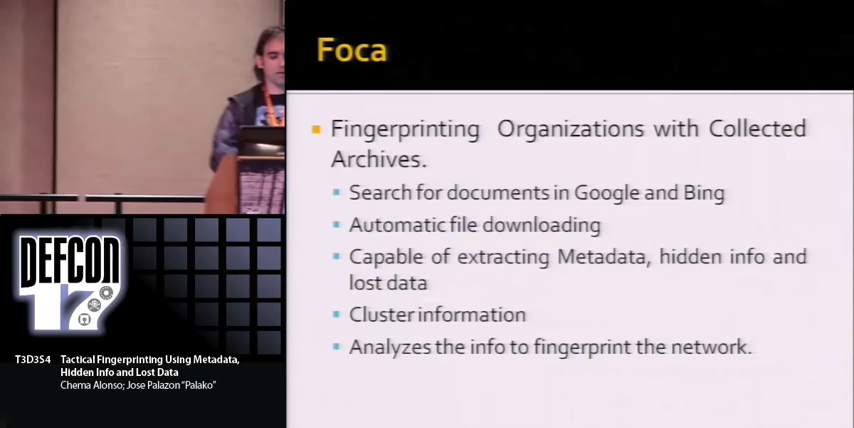 Foca
Fingerprinting Organizations with Collected
Archives.
Search for documents in Google and Bing
Automatic file downloading
Capable of extracting Metadata, hidden info and
lost data
Cluster information
Analyzes the info to fingerprint the network.
DEFCON
17
T3D3S4 Tactical Fingerprinting Using Metadata,
Hidden Info and Lost Data
Chema Alonso; Jose Palazon "Palako"